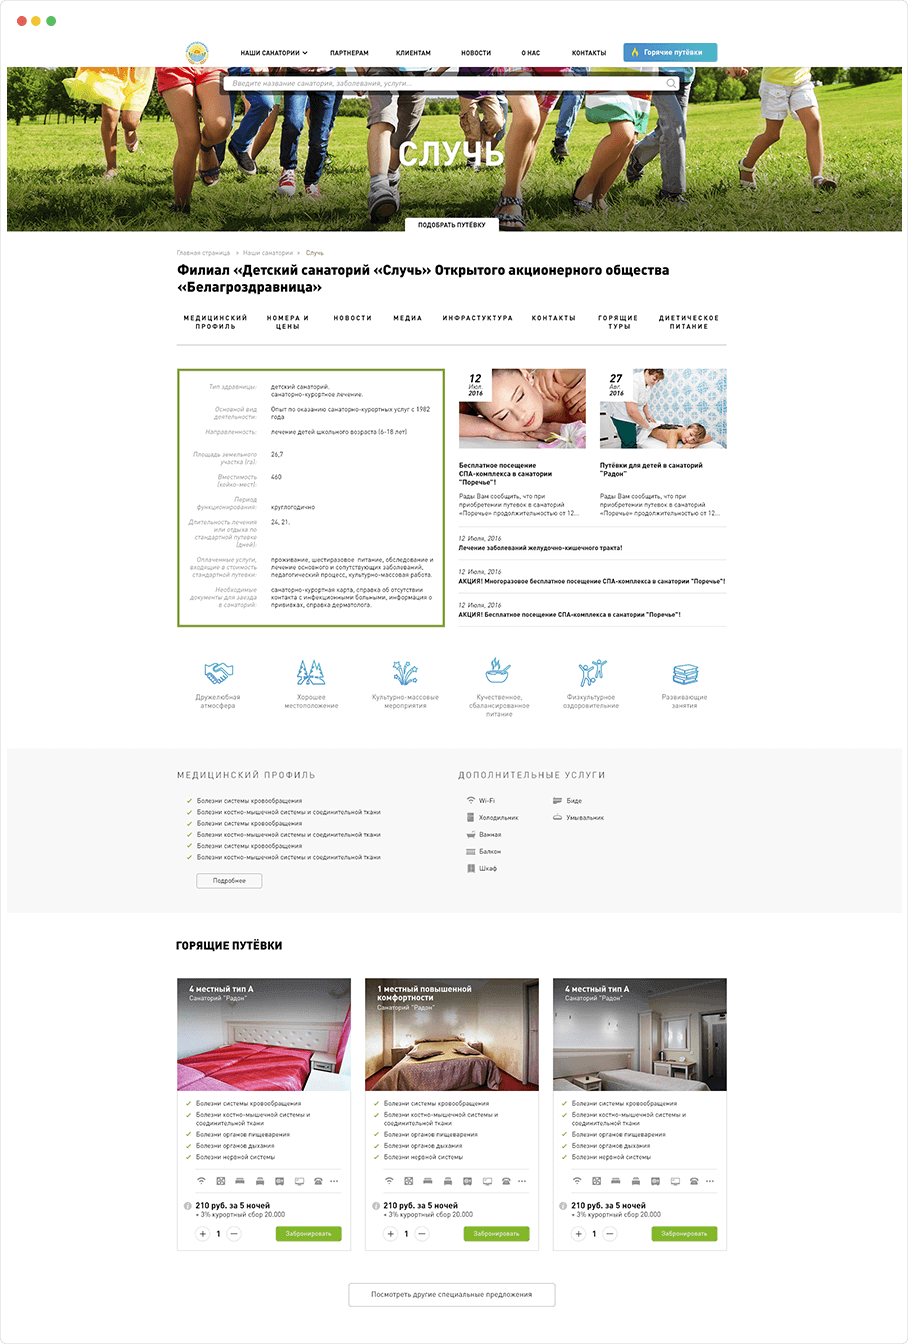 НАШИ САНАТОРИИ
ПАРТНЕРАМ
КЛИЕНТАМ
НОВОСТИ
О НАС
КОНТАКТЫ
Горячие путёвки
Введите название санатория, заболевания, услуги...
СЛУЧЬ
ПОДОБРАТЬ ПУТЁВКУ
Главная страница » Наши санатории » Случь
Филиал «Детский санаторий «Случь» Открытого акционерного общества
«Белагроздравница»
МЕДИЦИНСКИЙ
ПРОФИЛЬ
НОМЕРА И
ЦЕНЫ
НОВОСТИ
МЕДИА
ИНФРАСТУКТУРА
КОНТАКТЫ
ГОРЯЩИЕ
ТУРЫ
ДИЕТИЧЕСКОЕ
ПИТАНИЕ
Тип здравницы:
детский санаторий.
санаторно-курортное лечение.
Основной вид
деятельности:
Опыт по оказанию санаторно-курортных услуг с 1982
года
Направленность:
лечение детей школьного возраста (6-18 лет)
Площадь земельного
участка (га):
26,7
Вместимость
(койко-мест):
460
Период
функционирования:
круглогодично
Длительность лечения
или отдыха по
стандартной путевке
(дней):
24, 21.
Оплаченные услуги,
входящие в стоимость
стандартной путевки:
проживание, шестиразовое питание, обследование и
лечение основного и сопутствующих заболеваний,
педагогический процесс, культурно-массовая работа.
Необходимые
документы для заезда
в санаторий:
санаторно-курортная карта, справка об отсутствии
контакта с инфекционными больными, информация о
прививках, справка дерматолога.
12
Июл.
2016
Бесплатное посещение
СПА-комплекса в санатории
"Поречье"!
Рады Вам сообщить, что при
приобретении путевок в санаторий
«Поречье» продолжительностью от 12...
27
Авг.
2016
Путёвки для детей в санаторий
"Радон"
Рады Вам сообщить, что при
приобретении путевок в санаторий
«Поречье» продолжительностью от 12...
12 Июля, 2016
Лечение заболеваний желудочно-кишечного тракта!
12 Июля, 2016
АКЦИЯ! Многоразовое бесплатное посещение СПА-комплекса в санатории "Поречье"!
12 Июля, 2016
АКЦИЯ! Бесплатное посещение СПА-комплекса в санатории "Поречье"!
Дружелюбная
атмосфера
Хорошее
местоположение
Культурно-массовые
мероприятия
Качественное,
сбалансированное
питание
Физкультурное
оздоровительние
Развивающие
занятия
МЕДИЦИНСКИЙ ПРОФИЛЬ
Болезни системы кровообращения
Болезни костно-мышечной системы и соединительной ткани
Болезни системы кровообращения
Болезни костно-мышечной системы и соединительной ткани
Болезни системы кровообращения
Болезни костно-мышечной системы и соединительной ткани
Подробнее
ДОПОЛНИТЕЛЬНЫЕ УСЛУГИ
Wi-Fi
Холодильник
Ванная
Балкон
Шкаф
Биде
Умывальник
ГОРЯЩИЕ ПУТЁВКИ
4 местный тип А
Санаторий "Радон"
Болезни системы кровообращения
Болезни костно-мышечной системы и
соединительной ткани
Болезни органов пищеварения
Болезни органов дыхания
Болезни нервной системы
210 руб. за 5 ночей
+ 3% курортный сбор 20.000
+ 1 −
Забронировать
1 местный повышенной
комфортности
Санаторий "Радон"
Болезни системы кровообращения
Болезни костно-мышечной системы и
соединительной ткани
Болезни органов пищеварения
Болезни органов дыхания
Болезни нервной системы
210 руб. за 5 ночей
+ 3% курортный сбор 20.000
+ 1 −
Забронировать
4 местный тип А
Санаторий "Радон"
Болезни системы кровообращения
Болезни костно-мышечной системы и
соединительной ткани
Болезни органов пищеварения
Болезни органов дыхания
Болезни нервной системы
210 руб. за 5 ночей
+ 3% курортный сбор 20.000
+ 1 −
Забронировать
Посмотреть другие специальные предложения